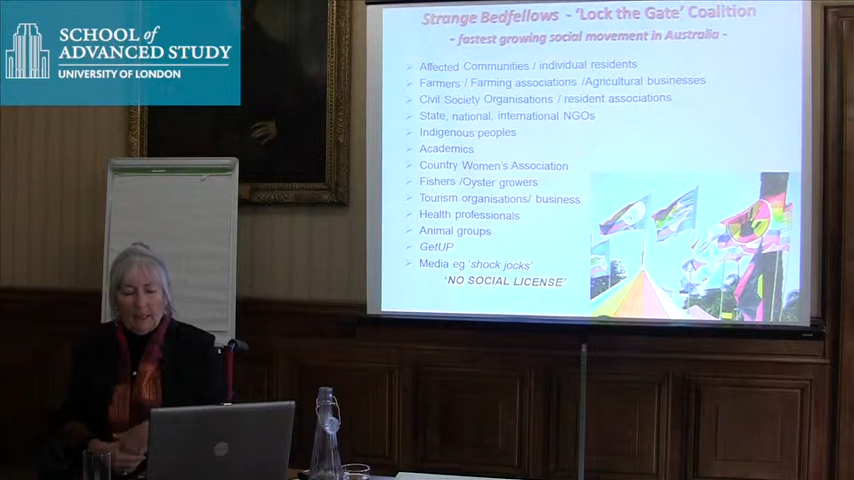 SCHOOL of
ADVANCED STUDY
UNIVERSITY OF LONDON
Strange Bedfellows - 'Lock the Gate' Coalition
- fastest growing social movement in Australia -
Affected Communities / individual residents
Farmers / Farming associations /Agricultural businesses
Civil Society Organisations / resident associations
State, national, international NGOs
Indigenous peoples
Academics
Country Women's Association
Fishers /Oyster growers
Tourism organisations/ business
Health professionals
Animal groups
GetUP
Media eg 'shock jocks'
'NO SOCIAL LICENSE'